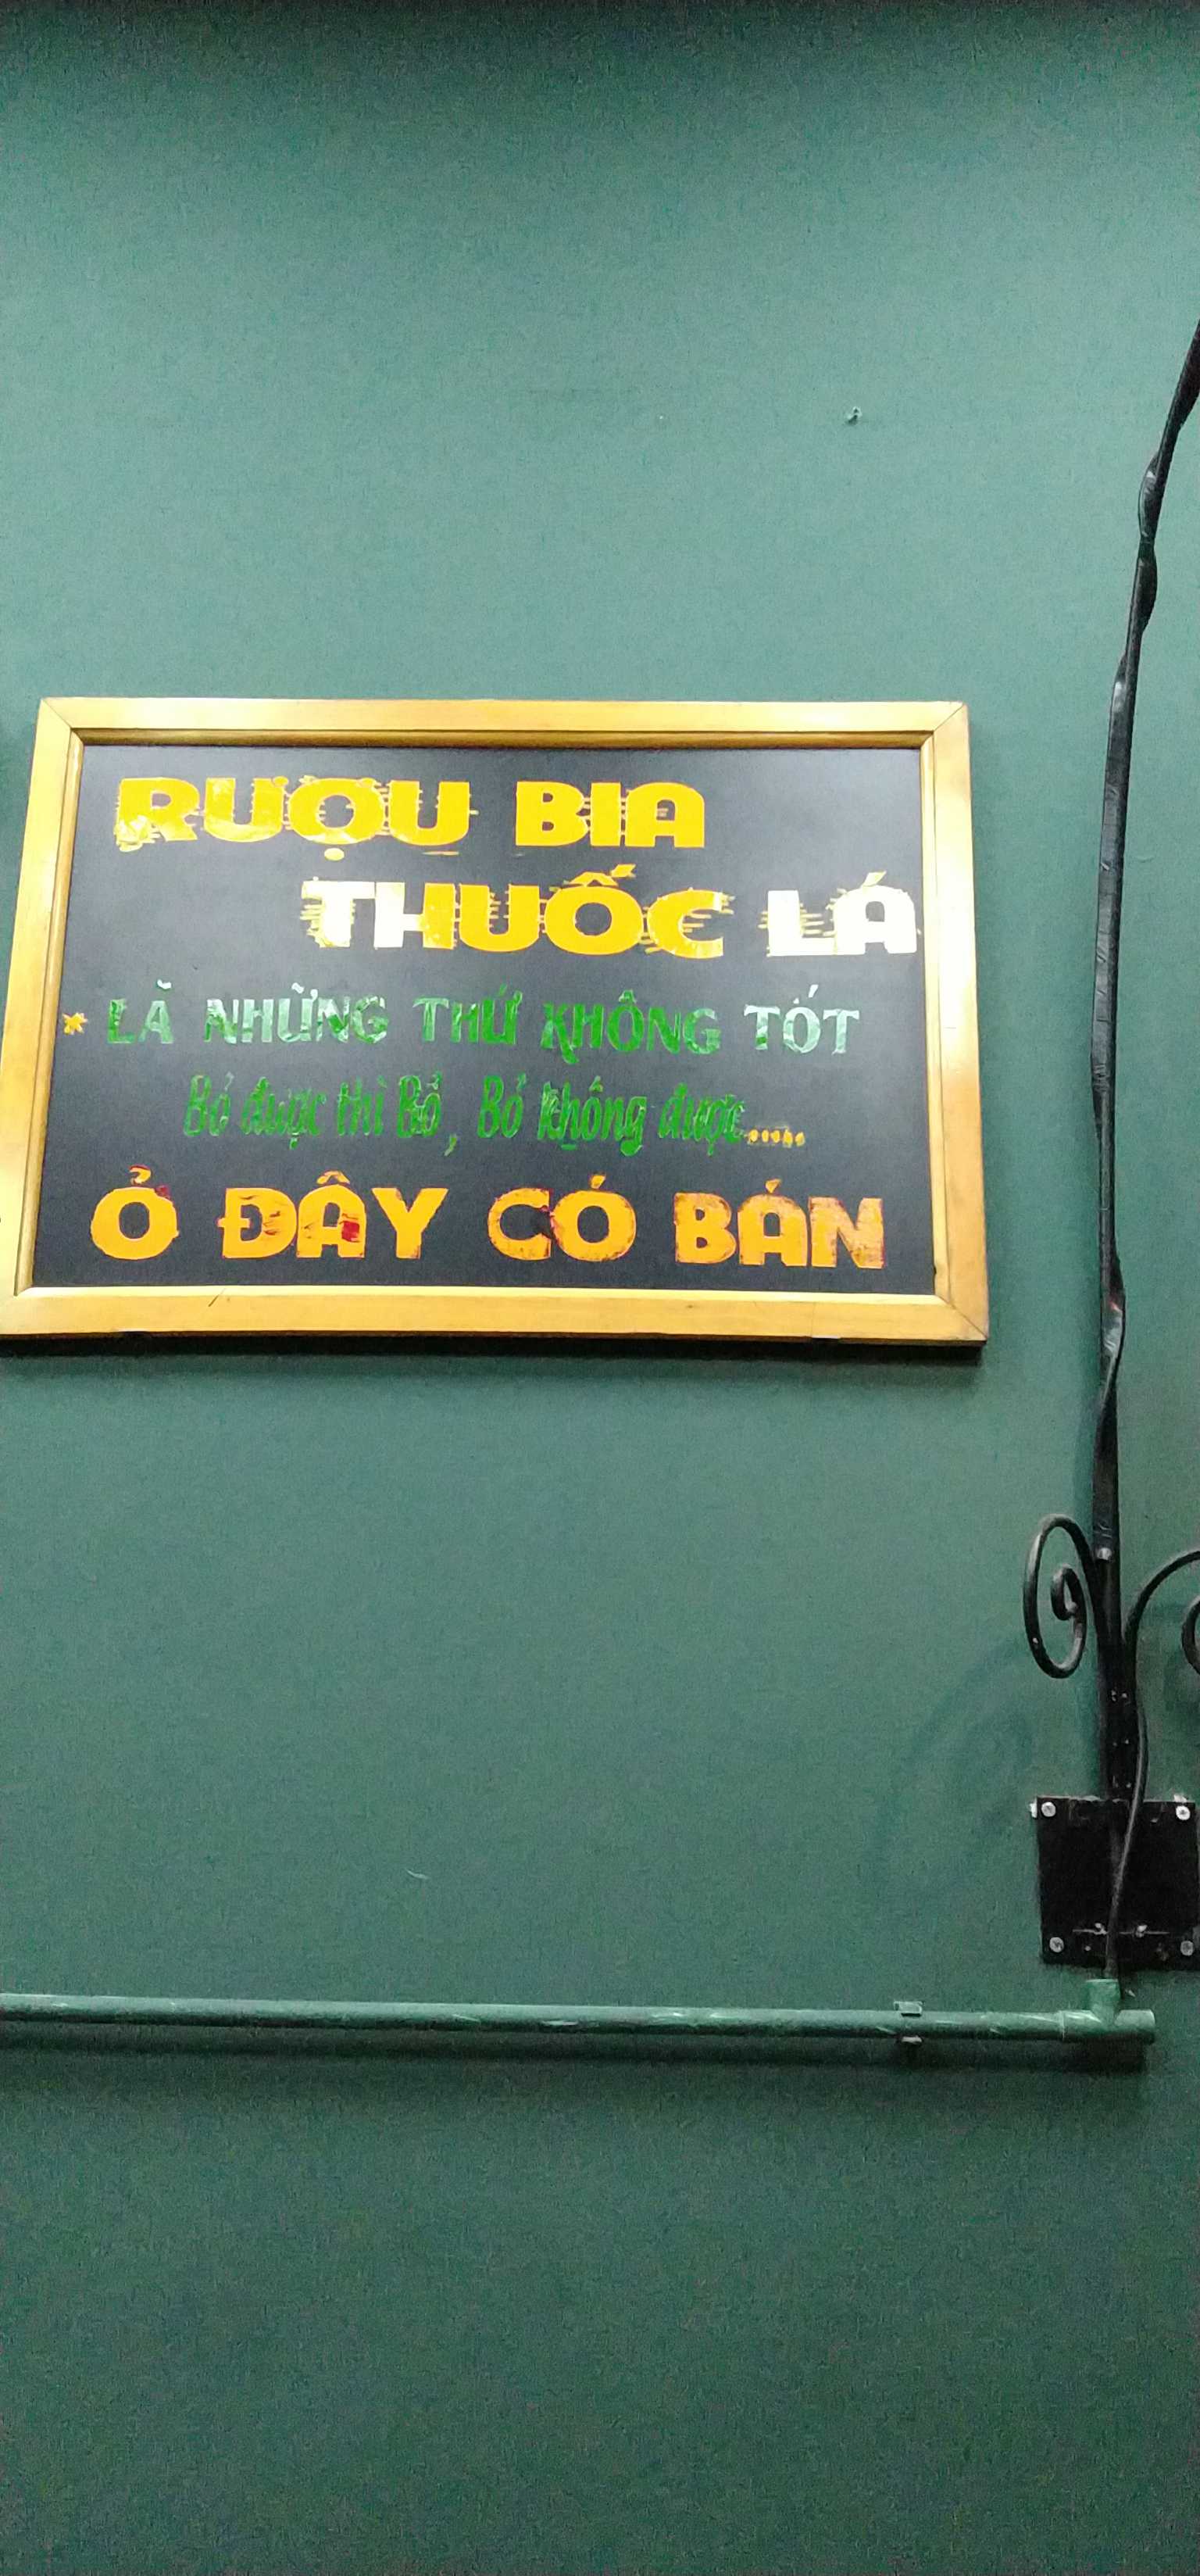 RƯỢU BIA
THUỐC LÁ
* LÀ NHỮNG THỨ KHÔNG TỐT
Bỏ được thì Bỏ, Bỏ không được.....
Ở ĐÂY CÓ BÁN